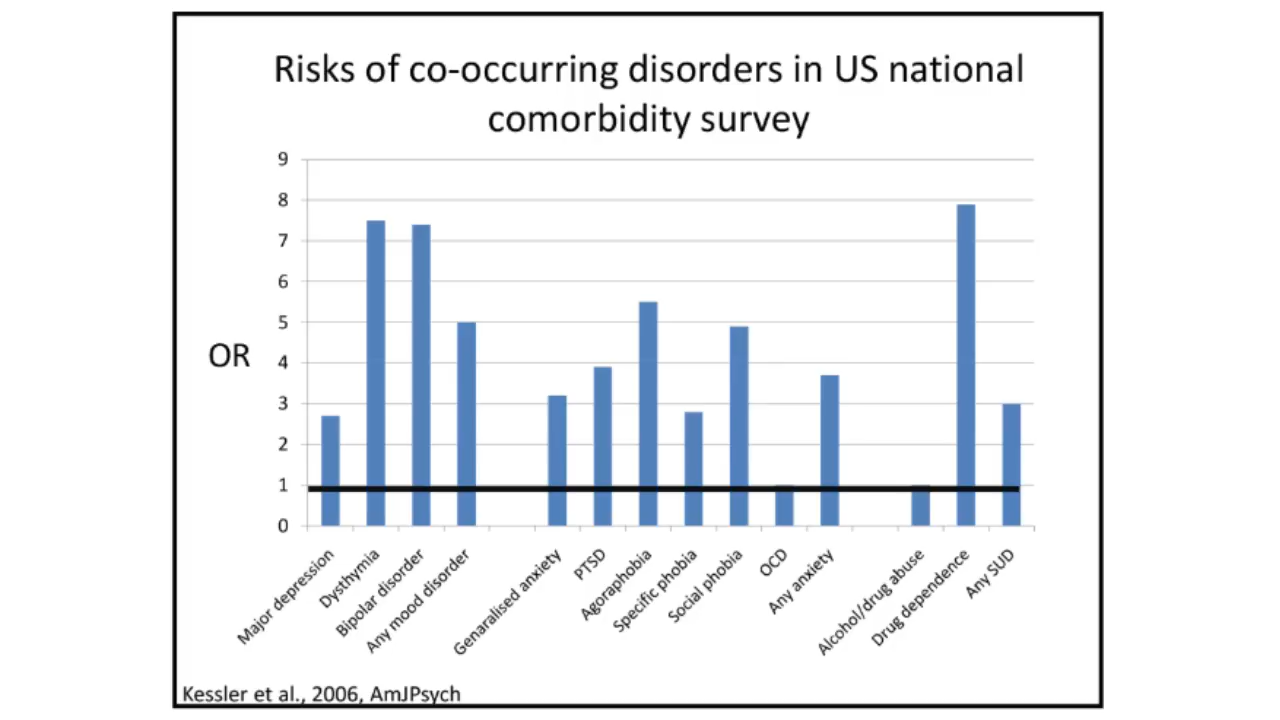 Risks of co-occurring disorders in US national
comorbidity survey
9
8
7
6
5
OR
4
3
2
1
0
Major depression
Dysthymia
Bipolar disorder
Any mood disorder
Genaralised anxiety
PTSD
Agoraphobia
Specific phobia
Social phobia
OCD
Any anxiety
Alcohol/drug abuse
Drug dependence
Any SUD
Kessler et al., 2006, AmJPsych